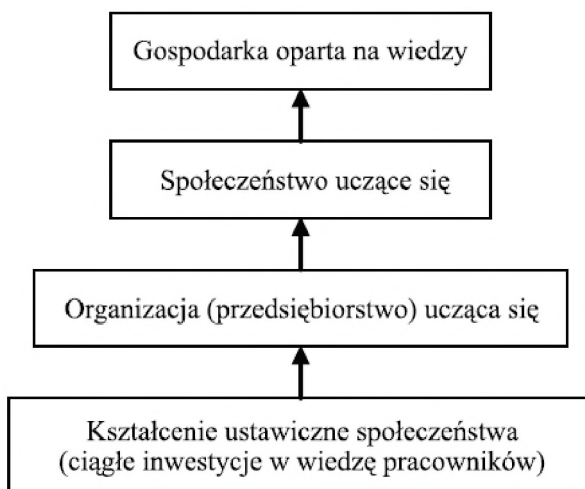 Gospodarka oparta na wiedzy
Społeczeństwo uczące się
Organizacja (przedsiębiorstwo) ucząca się
Kształcenie ustawiczne społeczeństwa
(ciągłe inwestycje w wiedzę pracowników)